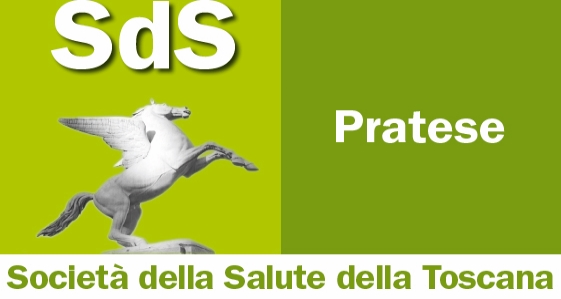 SdS
Pratese
Società della Salute della Toscana